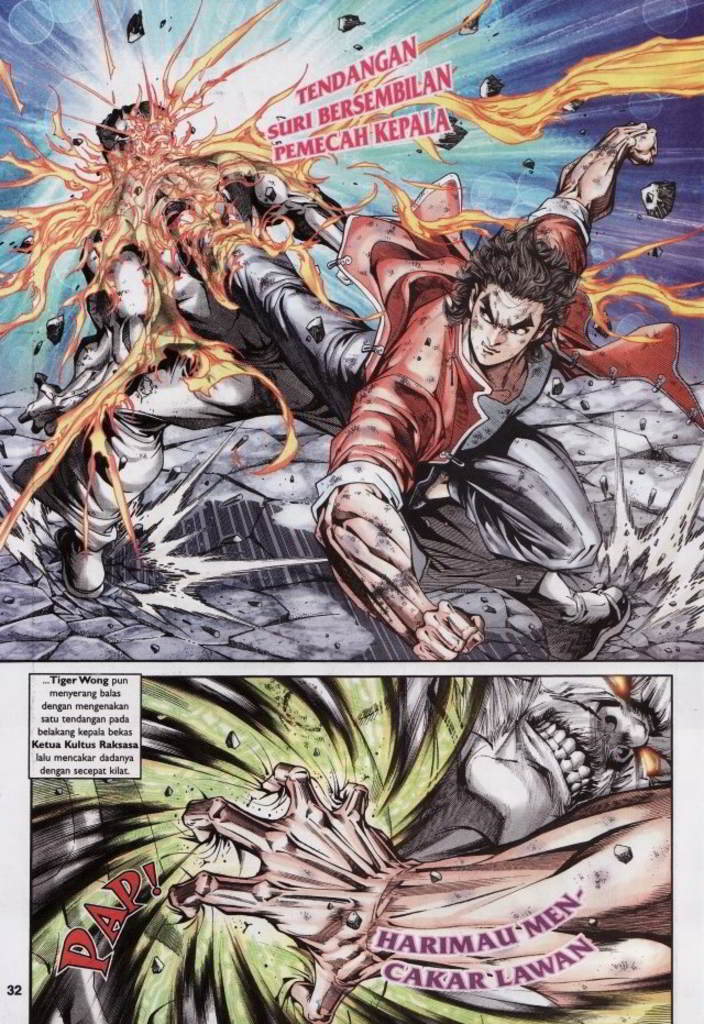 TENDANGAN
SURI BERSEMBILAN
PEMECAH KEPALA
...Tiger Wong pun
menyerang balas
dengan mengenakan
satu tendangan pada
belakang kepala bekas
Ketua Kultus Raksasa
lalu mencakar dadanya
dengan secepat kilat.
PAP!
HARIMAU MEN-
CAKAR LAWAN
32